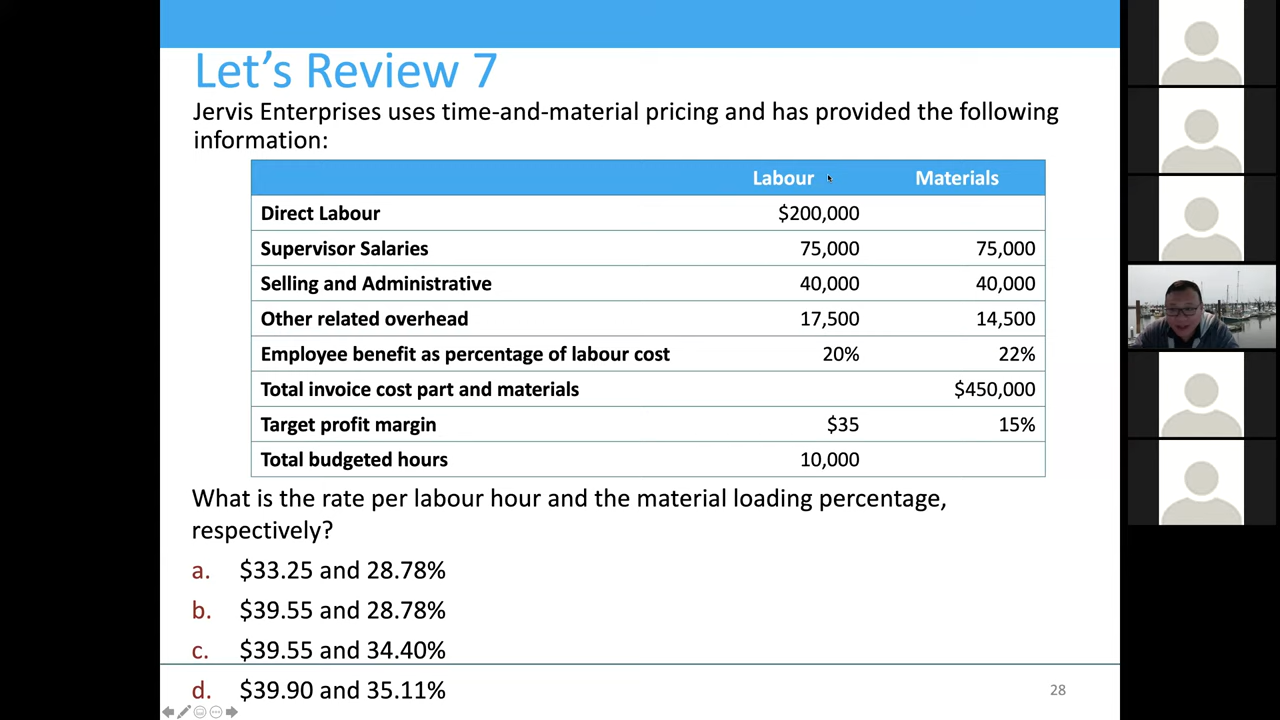 Let's Review 7
Jervis Enterprises uses time-and-material pricing and has provided the following
information:
Labour Materials
Direct Labour $200,000
Supervisor Salaries 75,000 75,000
Selling and Administrative 40,000 40,000
Other related overhead 17,500 14,500
Employee benefit as percentage of labour cost 20% 22%
Total invoice cost part and materials $450,000
Target profit margin $35 15%
Total budgeted hours 10,000
What is the rate per labour hour and the material loading percentage,
respectively?
a. $33.25 and 28.78%
b. $39.55 and 28.78%
c. $39.55 and 34.40%
d. $39.90 and 35.11%
28